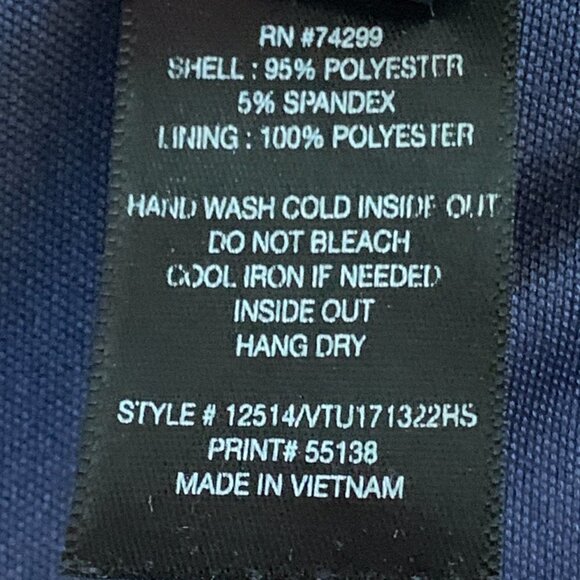 RN #74299
SHELL : 95% POLYESTER
5% SPANDEX
LINING : 100% POLYESTER
HAND WASH COLD INSIDE OUT
DO NOT BLEACH
COOL IRON IF NEEDED
INSIDE OUT
HANG DRY
STYLE # 12514/VTU171322HS
PRINT# 55138
MADE IN VIETNAM